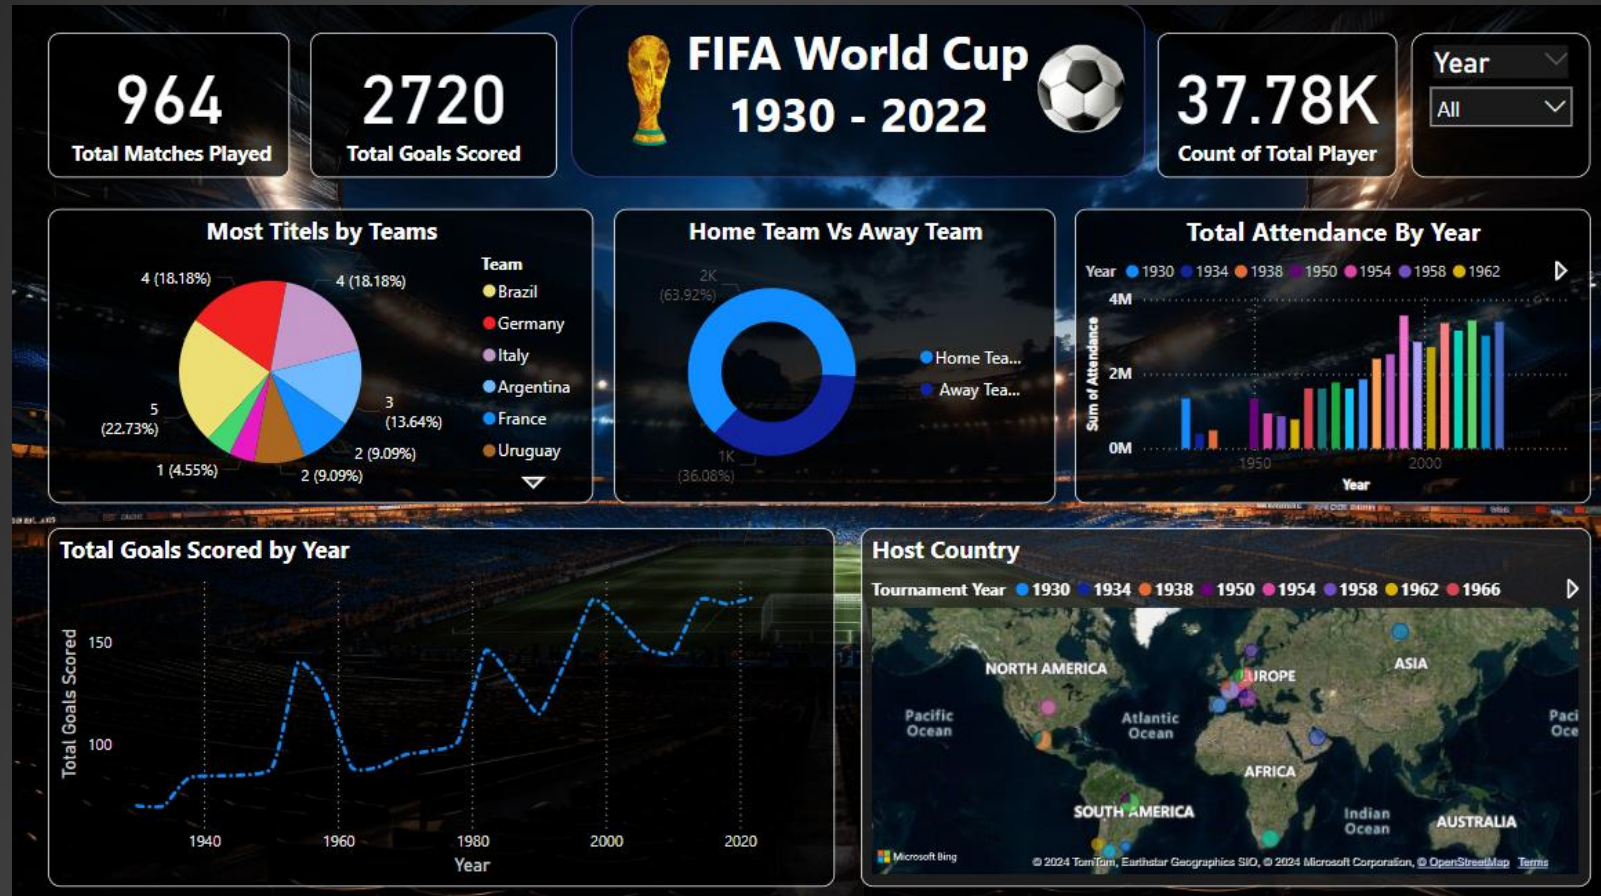 964
Total Matches Played
2720
Total Goals Scored
FIFA World Cup
1930 - 2022
37.78K
Count of Total Player
Year
All
Most Titels by Teams
4 (18.18%)
4 (18.18%)
5
(22.73%)
3
(13.64%)
2 (9.09%)
1 (4.55%)
2 (9.09%)
Team
Brazil
Germany
Italy
Argentina
France
Uruguay
Home Team Vs Away Team
2K
(63.92%)
1K
(36.08%)
Home Tea...
Away Tea...
Total Attendance By Year
Year 1930 1934 1938 1950 1954 1958 1962
Sum of Attendance
4M
2M
0M
1950 2000
Year
Total Goals Scored by Year
Total Goals Scored
150
100
1940 1960 1980 2000 2020
Year
Host Country
Tournament Year 1930 1934 1938 1950 1954 1958 1962 1966
NORTH AMERICA
EUROPE
ASIA
Pacific
Ocean
Atlantic
Ocean
Paci
Oce
AFRICA
SOUTH AMERICA
Indian
Ocean
AUSTRALIA
Microsoft Bing
© 2024 TomTom, Earthstar Geographics SIO, © 2024 Microsoft Corporation, © OpenStreetMap Terms